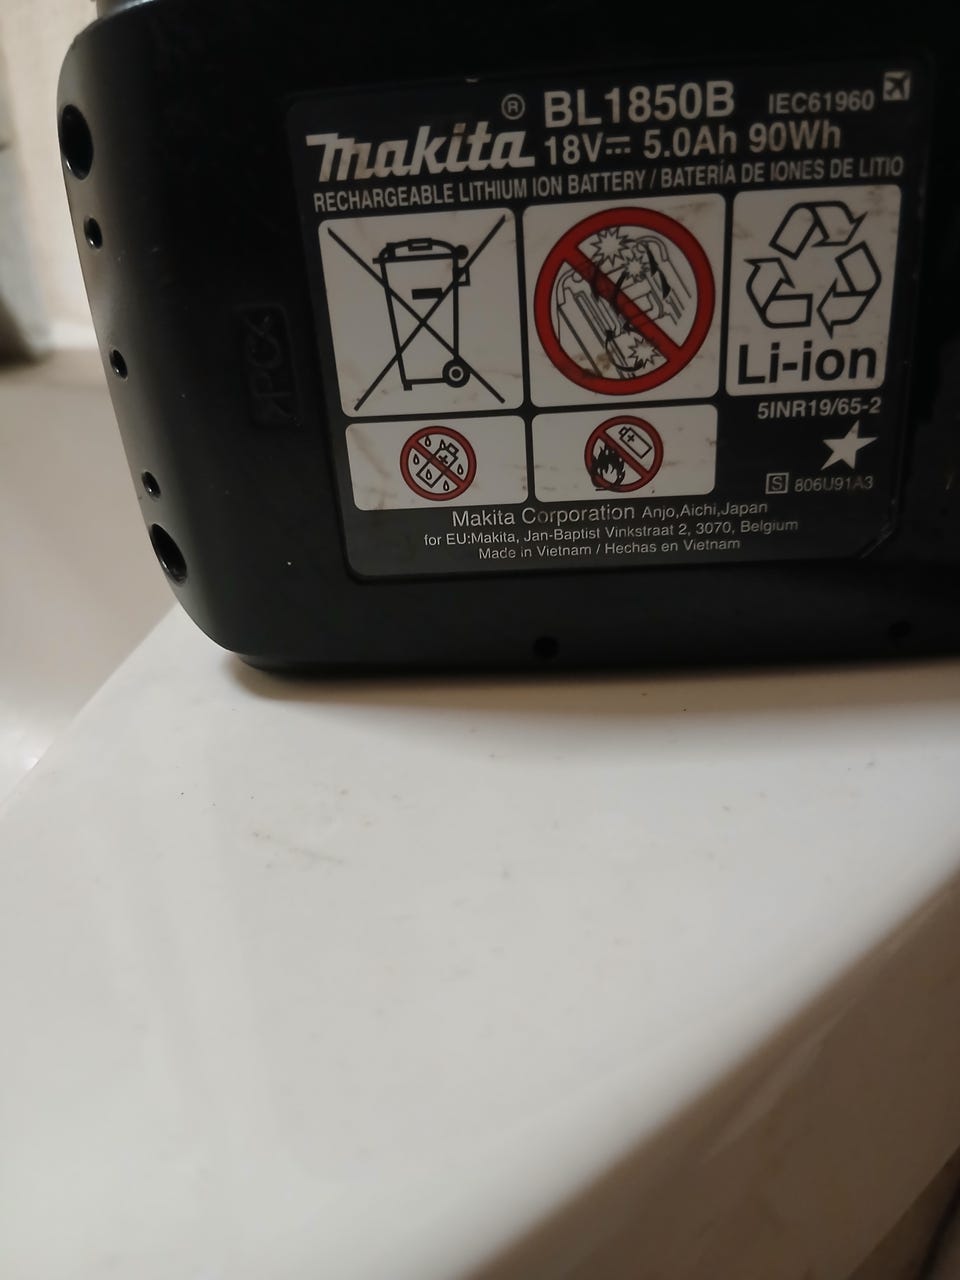 makita ® BL1850B IEC61960
18V 5.0Ah 90Wh
RECHARGEABLE LITHIUM ION BATTERY / BATERÍA DE IONES DE LITIO
Li-ion
5INR19/65-2
S 806U91A3
>PC<
Makita Corporation Anjo,Aichi,Japan
for EU:Makita, Jan-Baptist Vinkstraat 2, 3070, Belgium
Made in Vietnam / Hechas en Vietnam